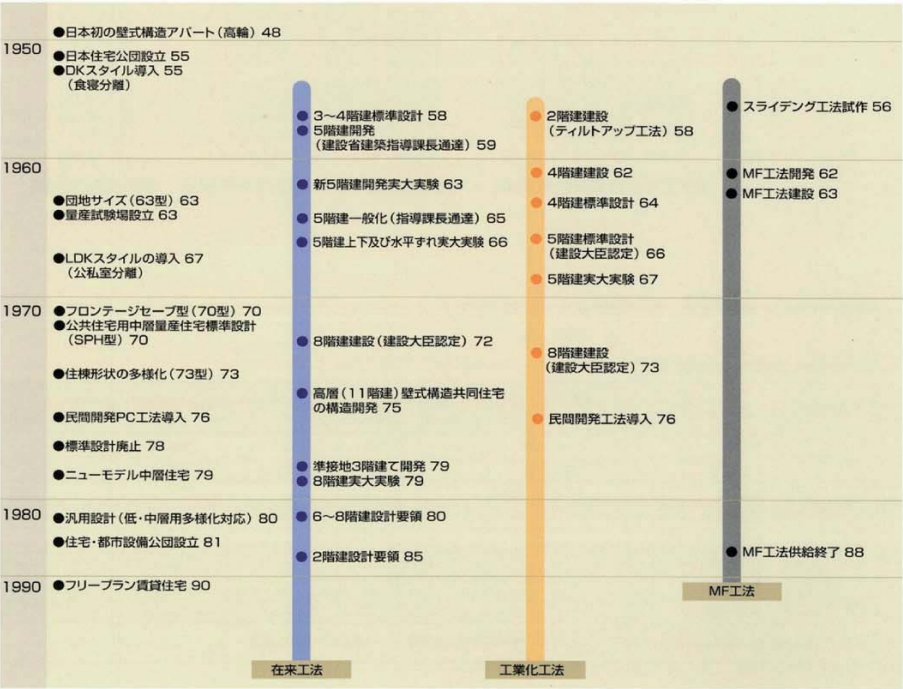 ●日本初の壁式構造アパート(高輪) 48
1950
●日本住宅公団設立 55
●DKスタイル導入 55
(食寝分離)
1960
●団地サイズ(63型) 63
●量産試験場設立 63
●LDKスタイルの導入 67
(公私室分離)
1970
●フロンテージセーブ型(70型) 70
●公共住宅用中層量産住宅標準設計
(SPH型) 70
●住棟形状の多様化(73型) 73
●民間開発PC工法導入 76
●標準設計廃止 78
●ニューモデル中層住宅 79
1980
●汎用設計(低・中層用多様化対応) 80
●住宅・都市設備公団設立 81
1990
●フリープラン賃貸住宅 90
3〜4階建標準設計 58
5階建開発
(建設省建築指導課長通達) 59
新5階建開発実大実験 63
5階建一般化(指導課長通達) 65
5階建上下及び水平ずれ実大実験 66
8階建建設(建設大臣認定) 72
高層(11階建)壁式構造共同住宅
の構造開発 75
準接地3階建て開発 79
8階建実大実験 79
6〜8階建設計要領 80
2階建設計要領 85
在来工法
2階建建設
(ティルトアップ工法) 58
4階建建設 62
4階建標準設計 64
5階建標準設計
(建設大臣認定) 66
5階建実大実験 67
8階建建設
(建設大臣認定) 73
民間開発工法導入 76
工業化工法
スライデング工法試作 56
MF工法開発 62
MF工法建設 63
MF工法供給終了 88
MF工法